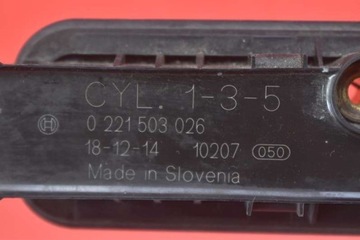 CYL. 1-3-5
0 221 503 026
18-12-14 10207 050
Made in Slovenia